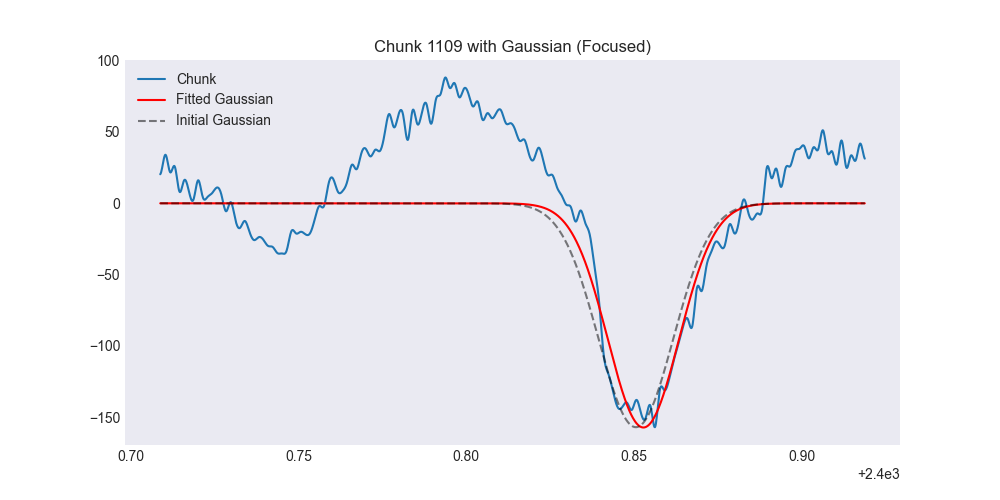 Chunk 1109 with Gaussian (Focused)
100
Chunk
Fitted Gaussian
Initial Gaussian
50
0
−50
−100
−150
0.70 0.75 0.80 0.85 0.90
+2.4e3